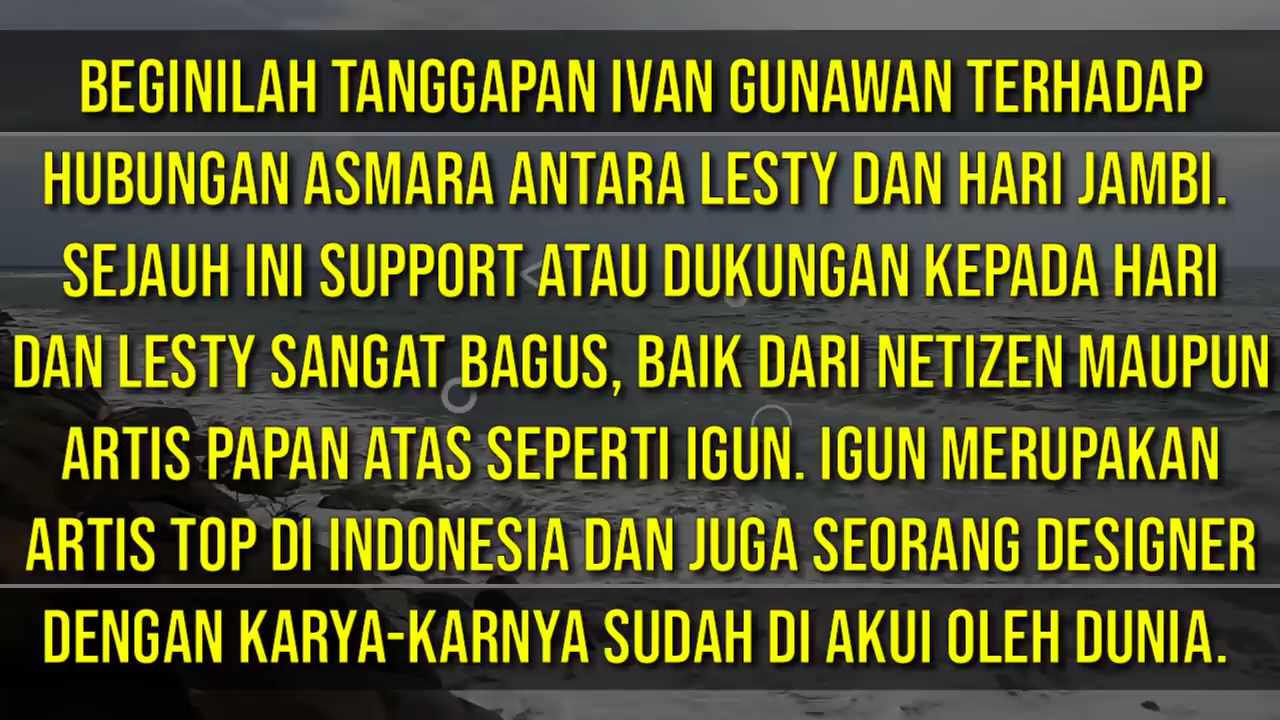 BEGINILAH TANGGAPAN IVAN GUNAWAN TERHADAP
HUBUNGAN ASMARA ANTARA LESTY DAN HARI JAMBI.
SEJAUH INI SUPPORT ATAU DUKUNGAN KEPADA HARI
DAN LESTY SANGAT BAGUS, BAIK DARI NETIZEN MAUPUN
ARTIS PAPAN ATAS SEPERTI IGUN. IGUN MERUPAKAN
ARTIS TOP DI INDONESIA DAN JUGA SEORANG DESIGNER
DENGAN KARYA-KARNYA SUDAH DI AKUI OLEH DUNIA.